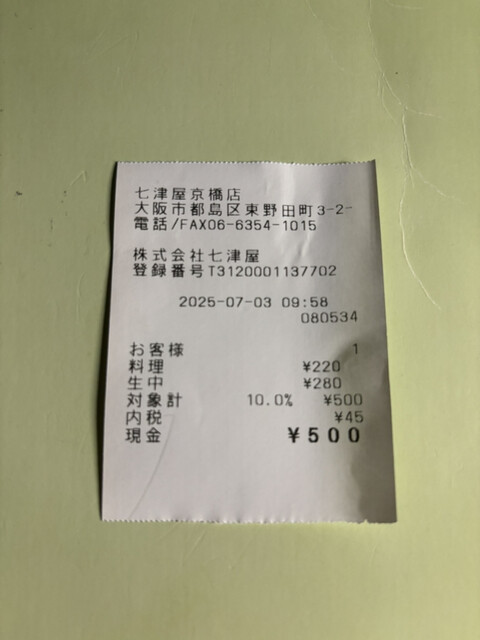 七津屋京橋店
大阪市都島区東野田町3-2-
電話/FAX06-6354-1015
株式会社七津屋
登録番号T3120001137702
2025-07-03 09:58
080534
お客様 1
料理 ¥220
生中 ¥280
対象計 10.0% ¥500
内税 ¥45
現金 ¥500